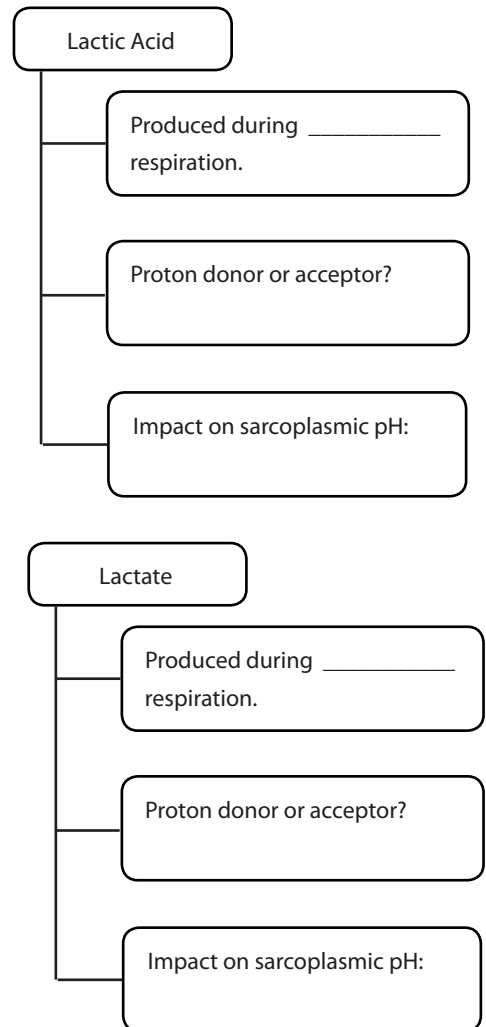 Lactic Acid
Produced during ___________
respiration.
Proton donor or acceptor?
Impact on sarcoplasmic pH:
Lactate
Produced during ___________
respiration.
Proton donor or acceptor?
Impact on sarcoplasmic pH: